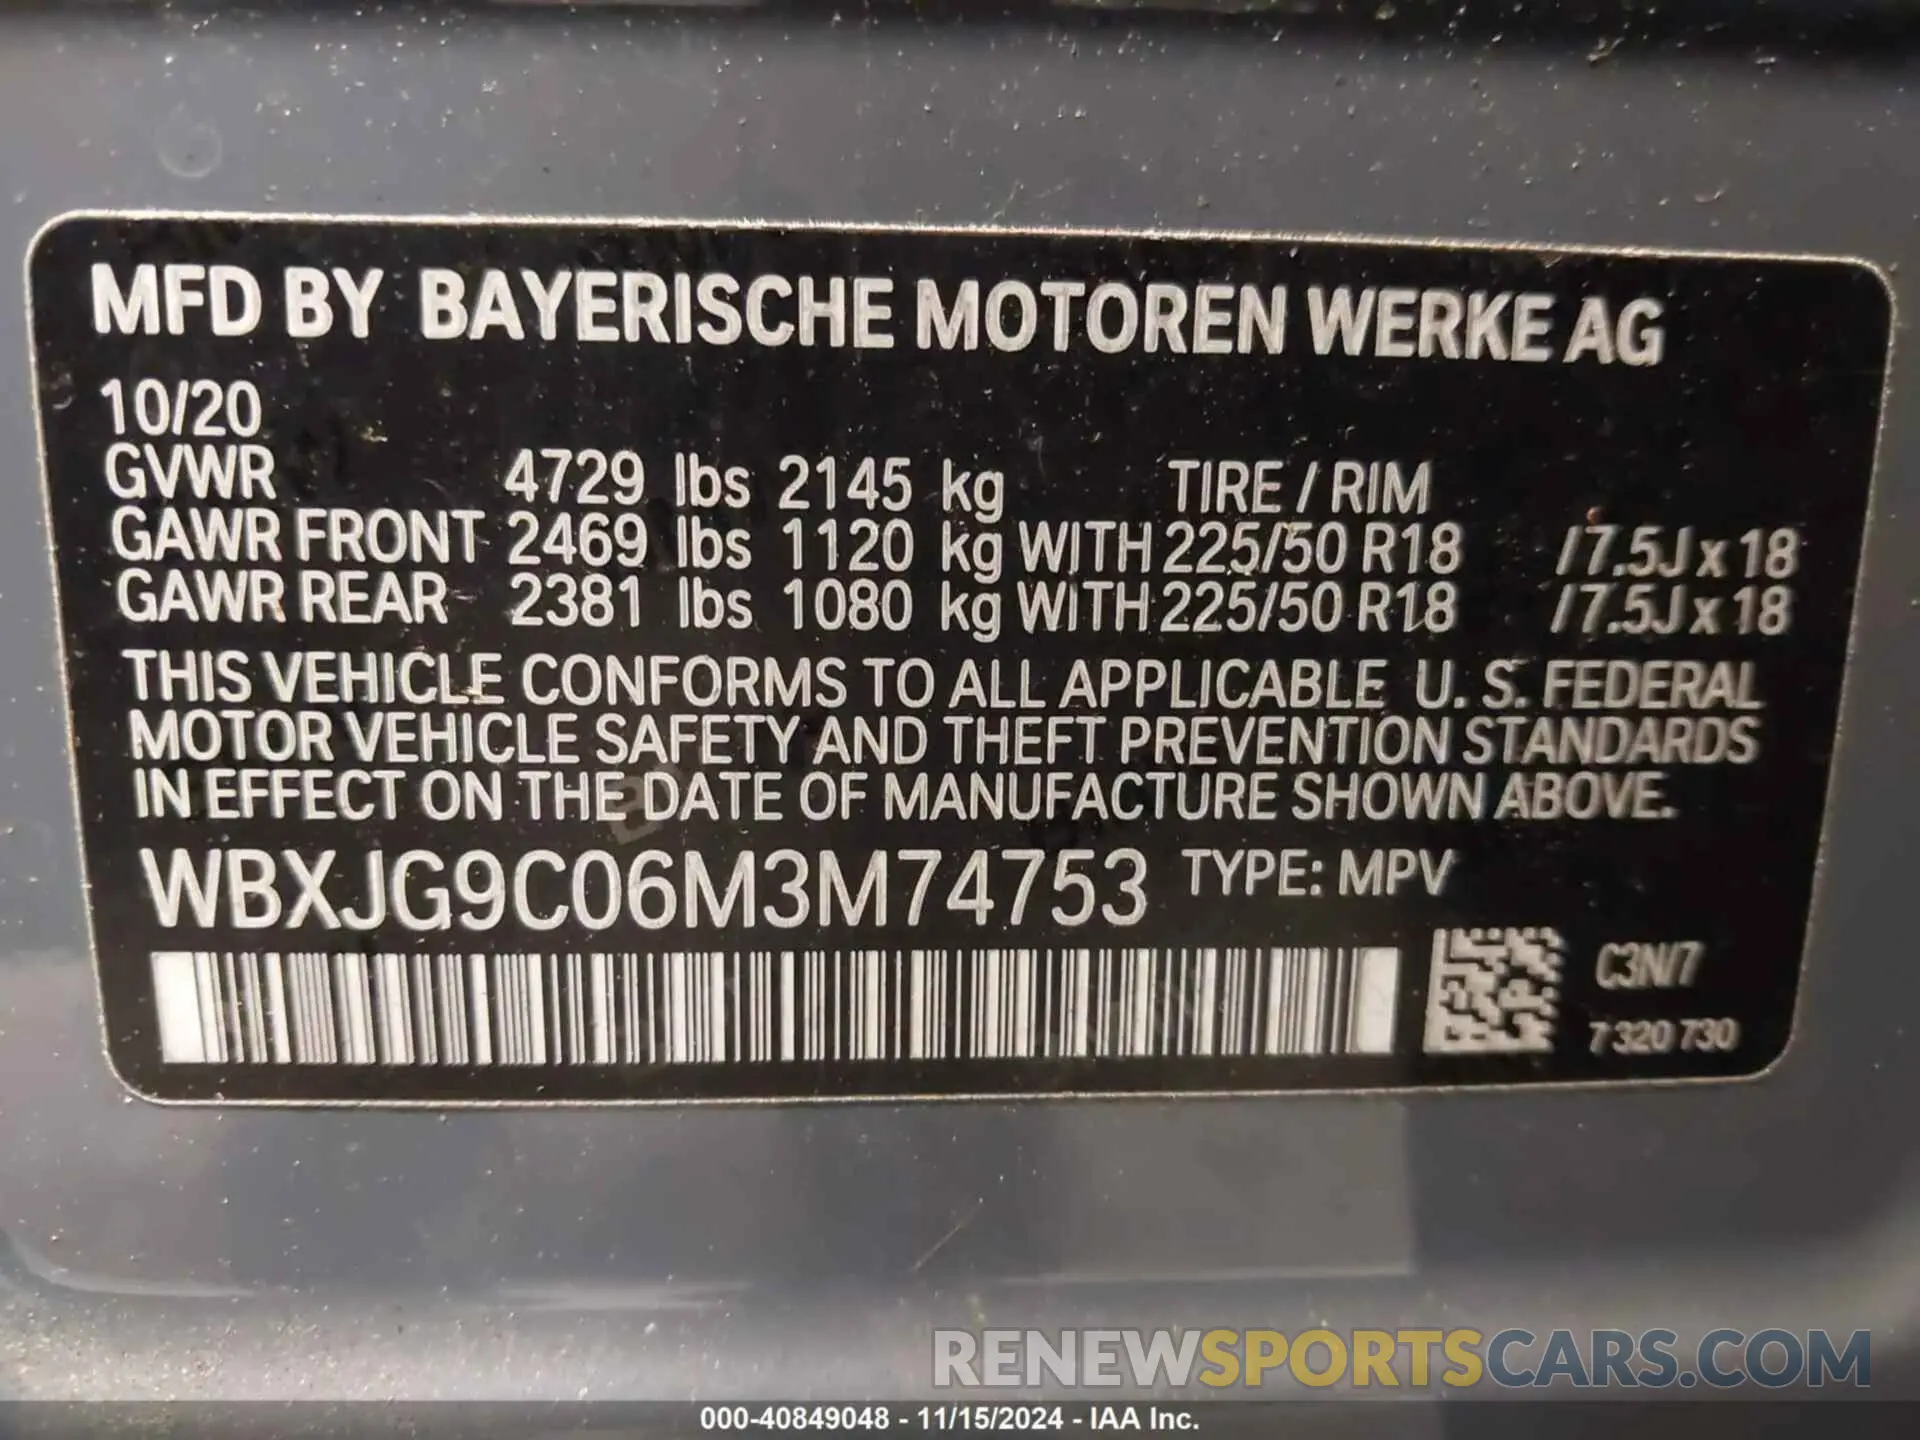 MFD BY BAYERISCHE MOTOREN WERKE AG
10/20
GVWR 4729 lbs 2145 kg TIRE / RIM
GAWR FRONT 2469 lbs 1120 kg WITH 225/50 R18 /7.5J x 18
GAWR REAR 2381 lbs 1080 kg WITH 225/50 R18 /7.5J x 18
THIS VEHICLE CONFORMS TO ALL APPLICABLE U. S. FEDERAL
MOTOR VEHICLE SAFETY AND THEFT PREVENTION STANDARDS
IN EFFECT ON THE DATE OF MANUFACTURE SHOWN ABOVE.
WBXJG9C06M3M74753 TYPE: MPV
C3N/7
7 320 730
RENEWSPORTSCARS.COM
000-40849048 - 11/15/2024 - IAA Inc.